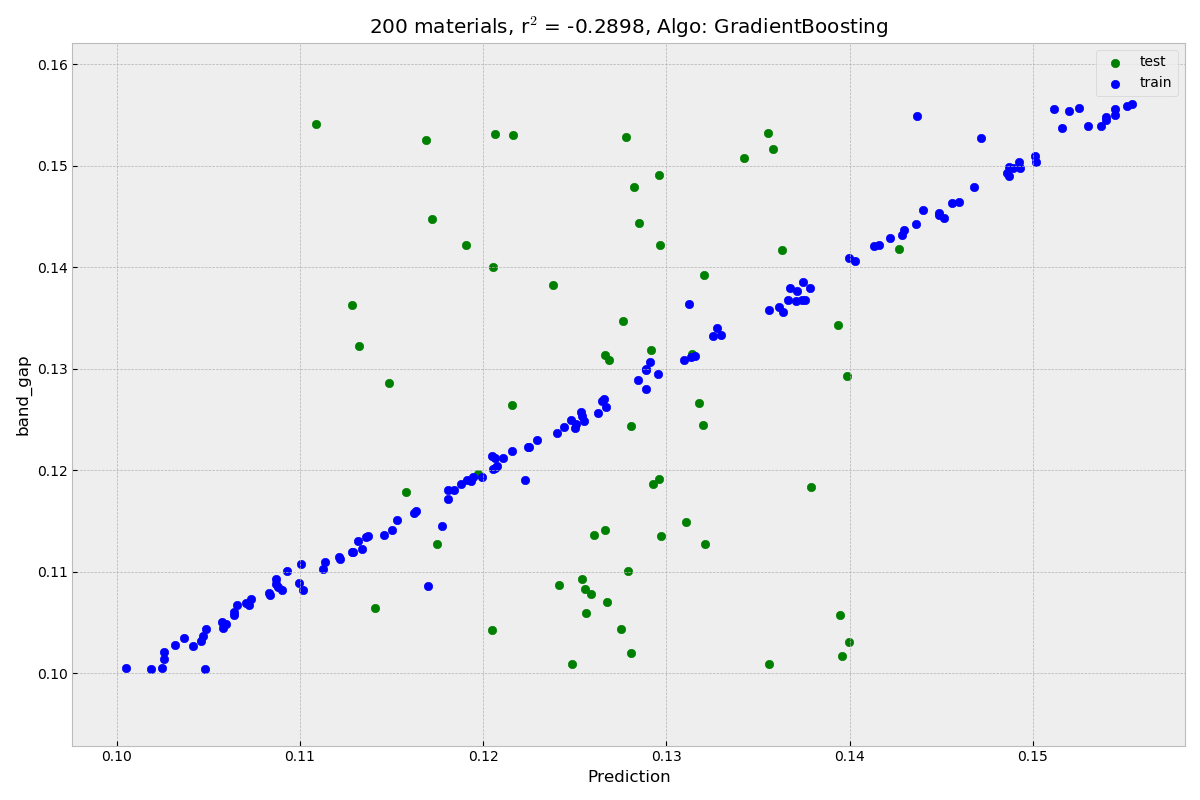 200 materials, r² = -0.2898, Algo: GradientBoosting
test
train
0.16
0.15
0.14
0.13
0.12
0.11
0.10
band_gap
0.10 0.11 0.12 0.13 0.14 0.15
Prediction